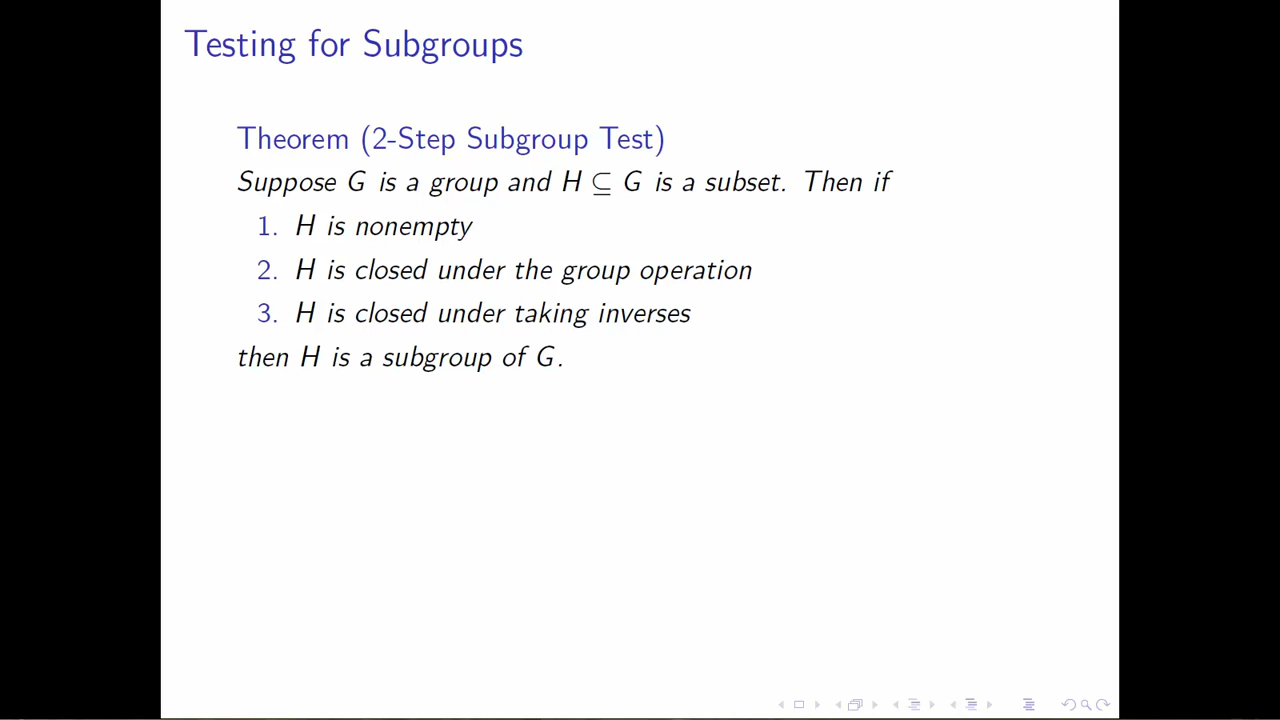 Testing for Subgroups
Theorem (2-Step Subgroup Test)
Suppose G is a group and H ⊆ G is a subset. Then if
1. H is nonempty
2. H is closed under the group operation
3. H is closed under taking inverses
then H is a subgroup of G.